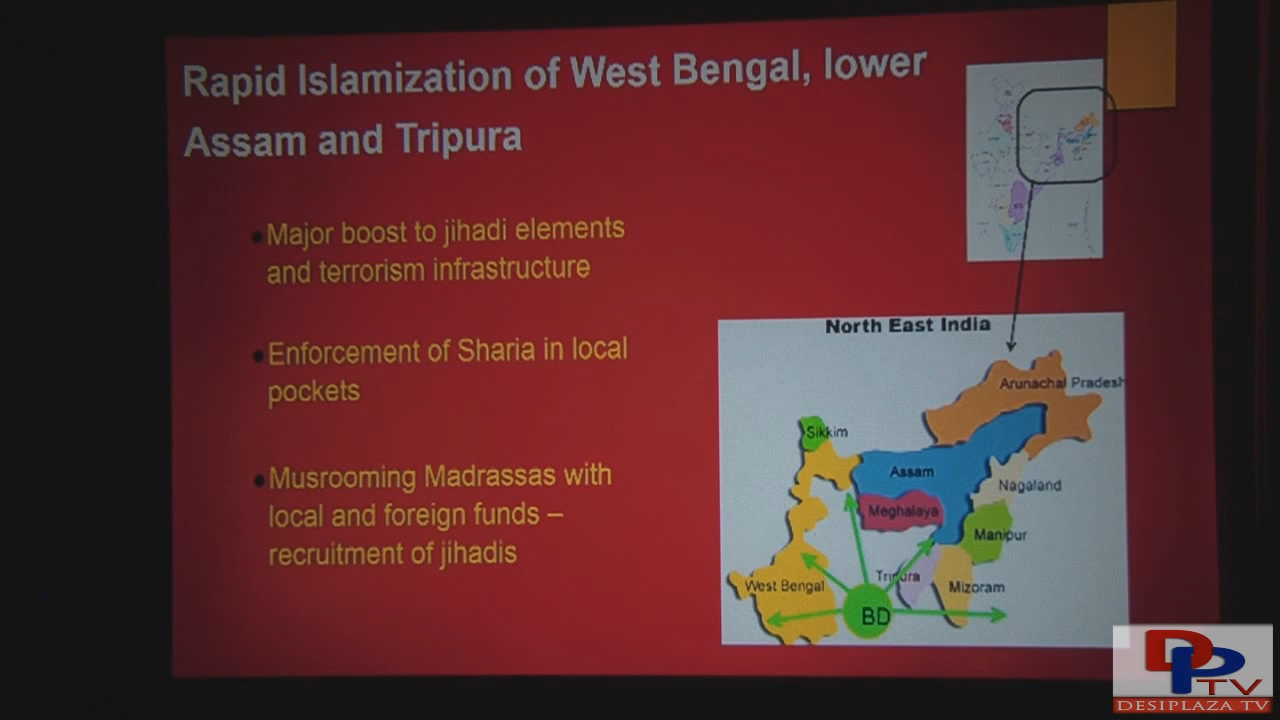 Rapid Islamization of West Bengal, lower
Assam and Tripura
•Major boost to jihadi elements
and terrorism infrastructure
•Enforcement of Sharia in local
pockets
•Musrooming Madrassas with
local and foreign funds –
recruitment of jihadis
North East India
Arunachal Pradesh
Sikkim
Assam
Nagaland
Meghalaya
Manipur
Tripura
West Bengal
Mizoram
BD
DP
TV
DESIPLAZA TV